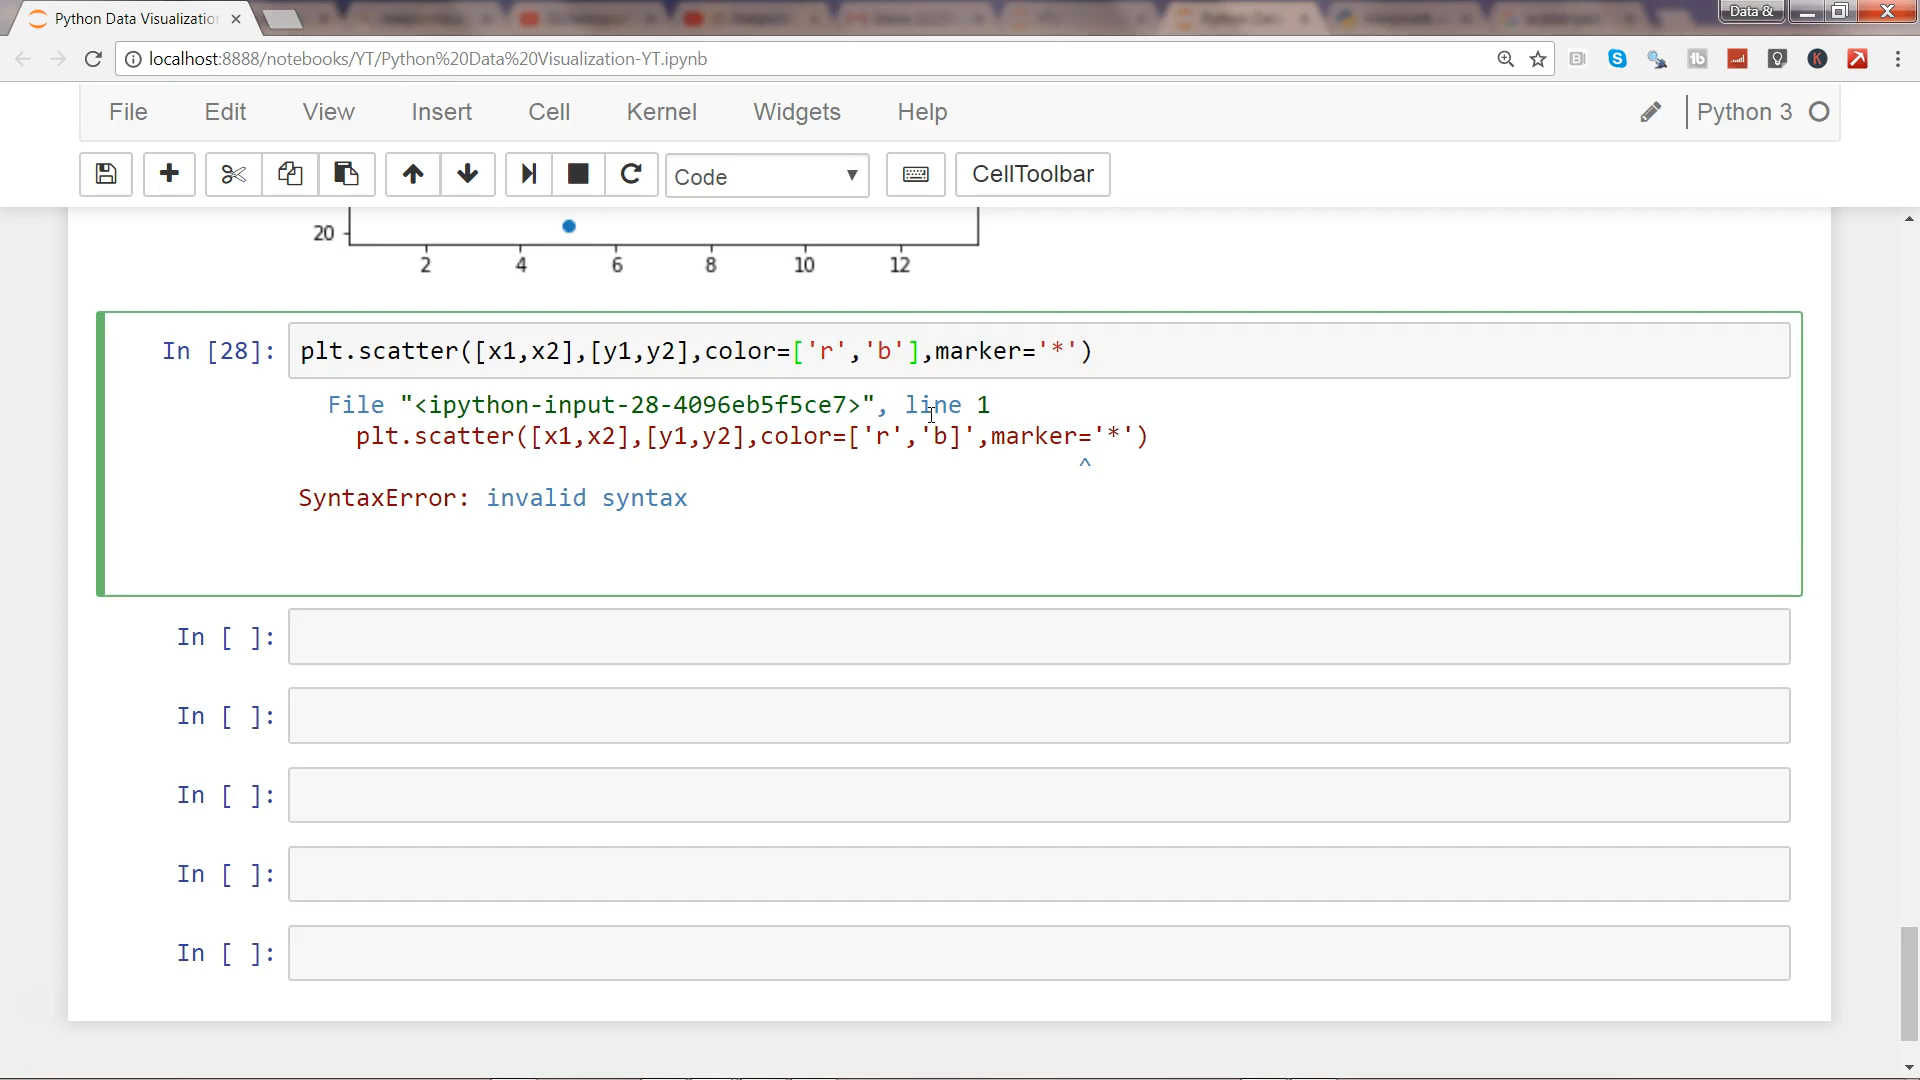 Python Data Visualization
Data &
localhost:8888/notebooks/YT/Python%20Data%20Visualization-YT.ipynb
File Edit View Insert Cell Kernel Widgets Help
Python 3
Code
CellToolbar
20
2 4 6 8 10 12
In [28]: plt.scatter([x1,x2],[y1,y2],color=['r','b'],marker='*')
File "<ipython-input-28-4096eb5f5ce7>", line 1
plt.scatter([x1,x2],[y1,y2],color=['r','b]',marker='*')
^
SyntaxError: invalid syntax
In [ ]:
In [ ]:
In [ ]:
In [ ]:
In [ ]: